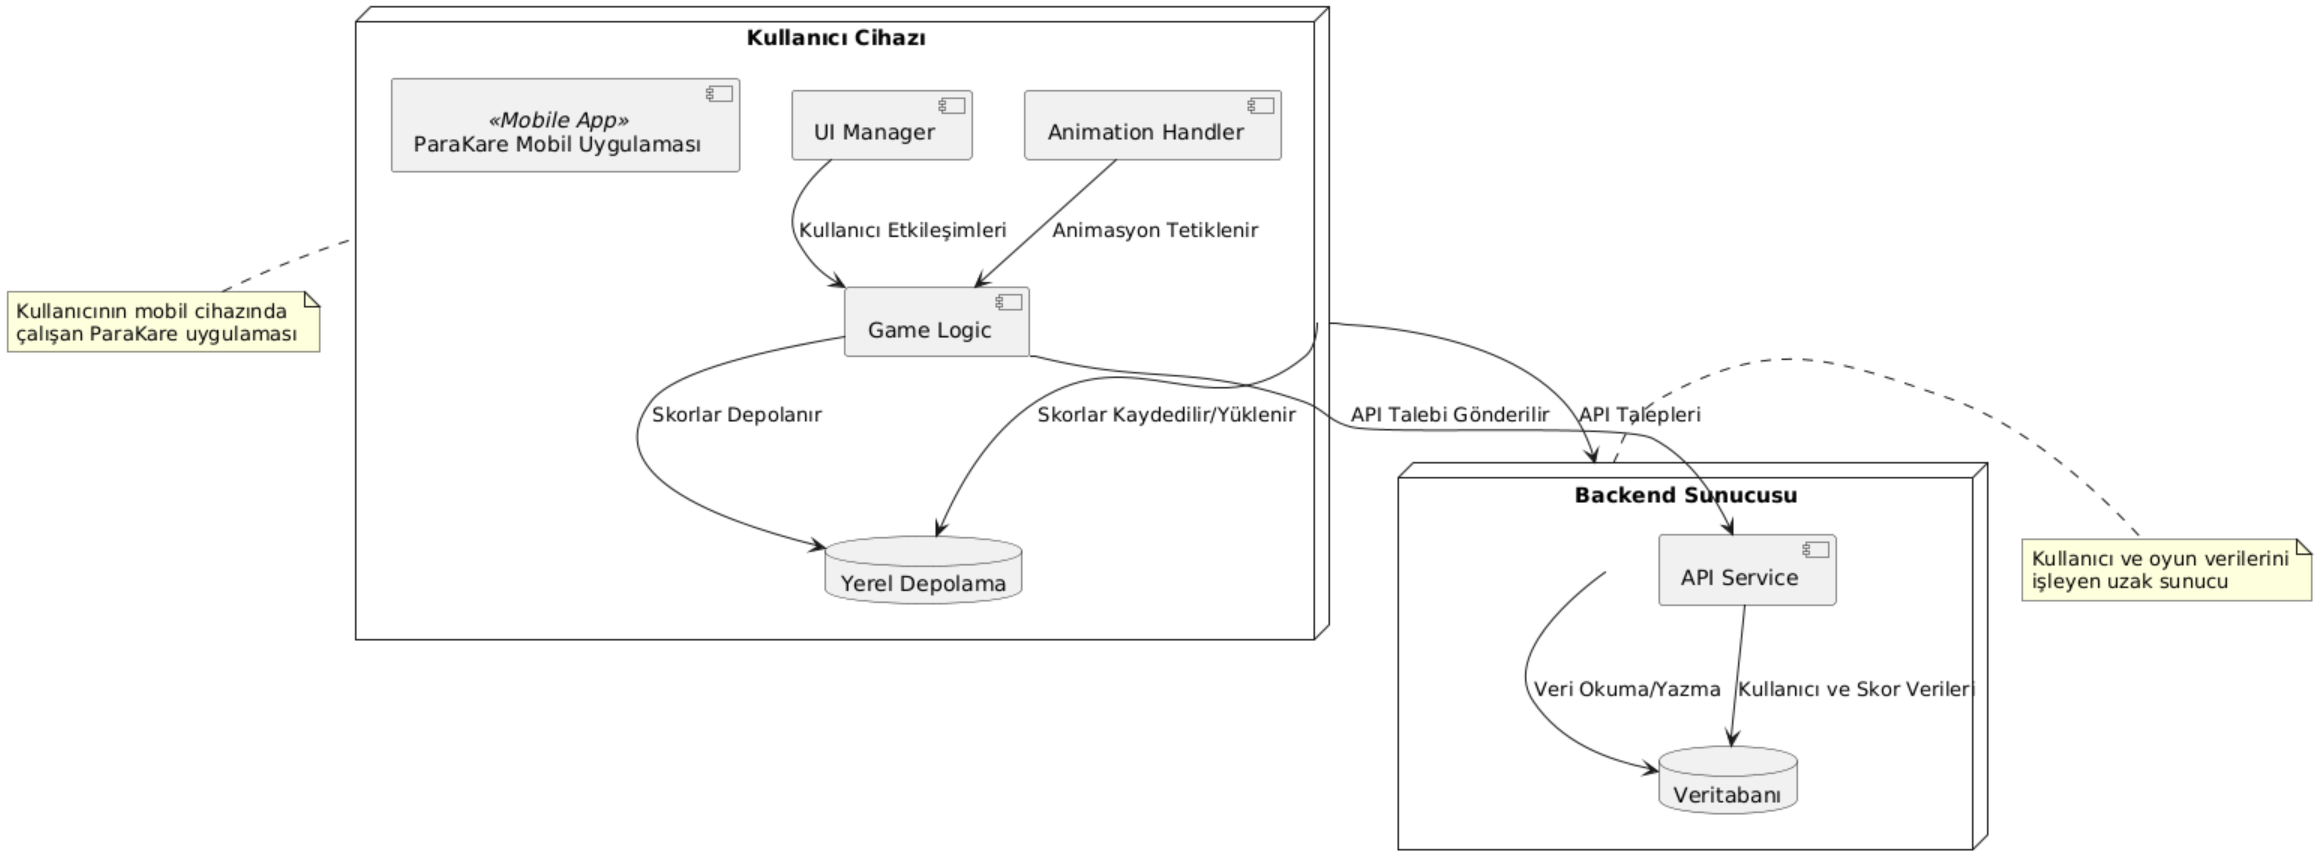 Kullanıcı Cihazı
«Mobile App»
ParaKare Mobil Uygulaması
UI Manager
Animation Handler
Kullanıcı Etkileşimleri
Animasyon Tetiklenir
Kullanıcının mobil cihazında
çalışan ParaKare uygulaması
Game Logic
Skorlar Depolanır
Skorlar Kaydedilir/Yüklenir
API Talebi Gönderilir
API Talepleri
Backend Sunucusu
Yerel Depolama
API Service
Kullanıcı ve oyun verilerini
işleyen uzak sunucu
Veri Okuma/Yazma
Kullanıcı ve Skor Verileri
Veritabanı